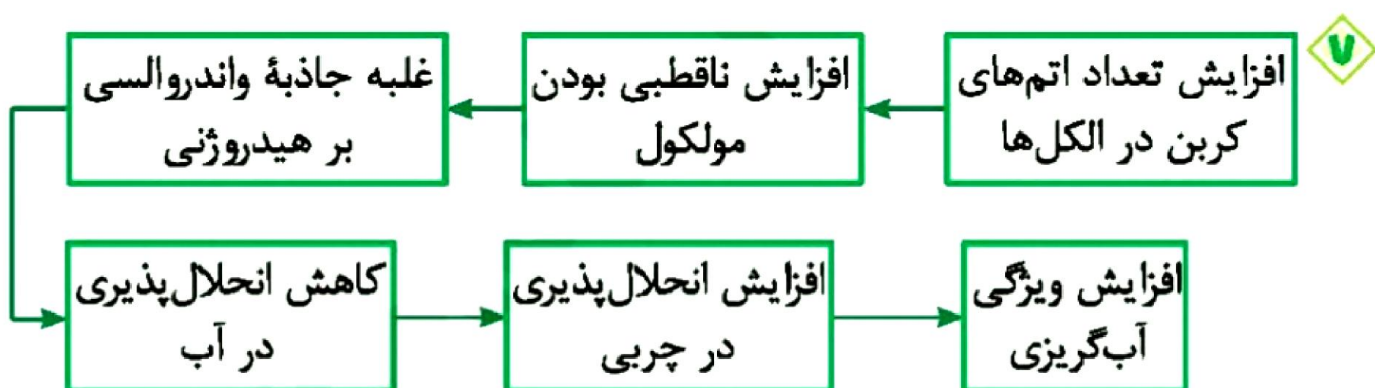 ۷
افزایش تعداد اتم‌های
کربن در الکل‌ها
افزایش ناقطبی بودن
مولکول
غلبه جاذبهٔ واندروالسی
بر هیدروژنی
کاهش انحلال‌پذیری
در آب
افزایش انحلال‌پذیری
در چربی
افزایش ویژگی
آب‌گریزی